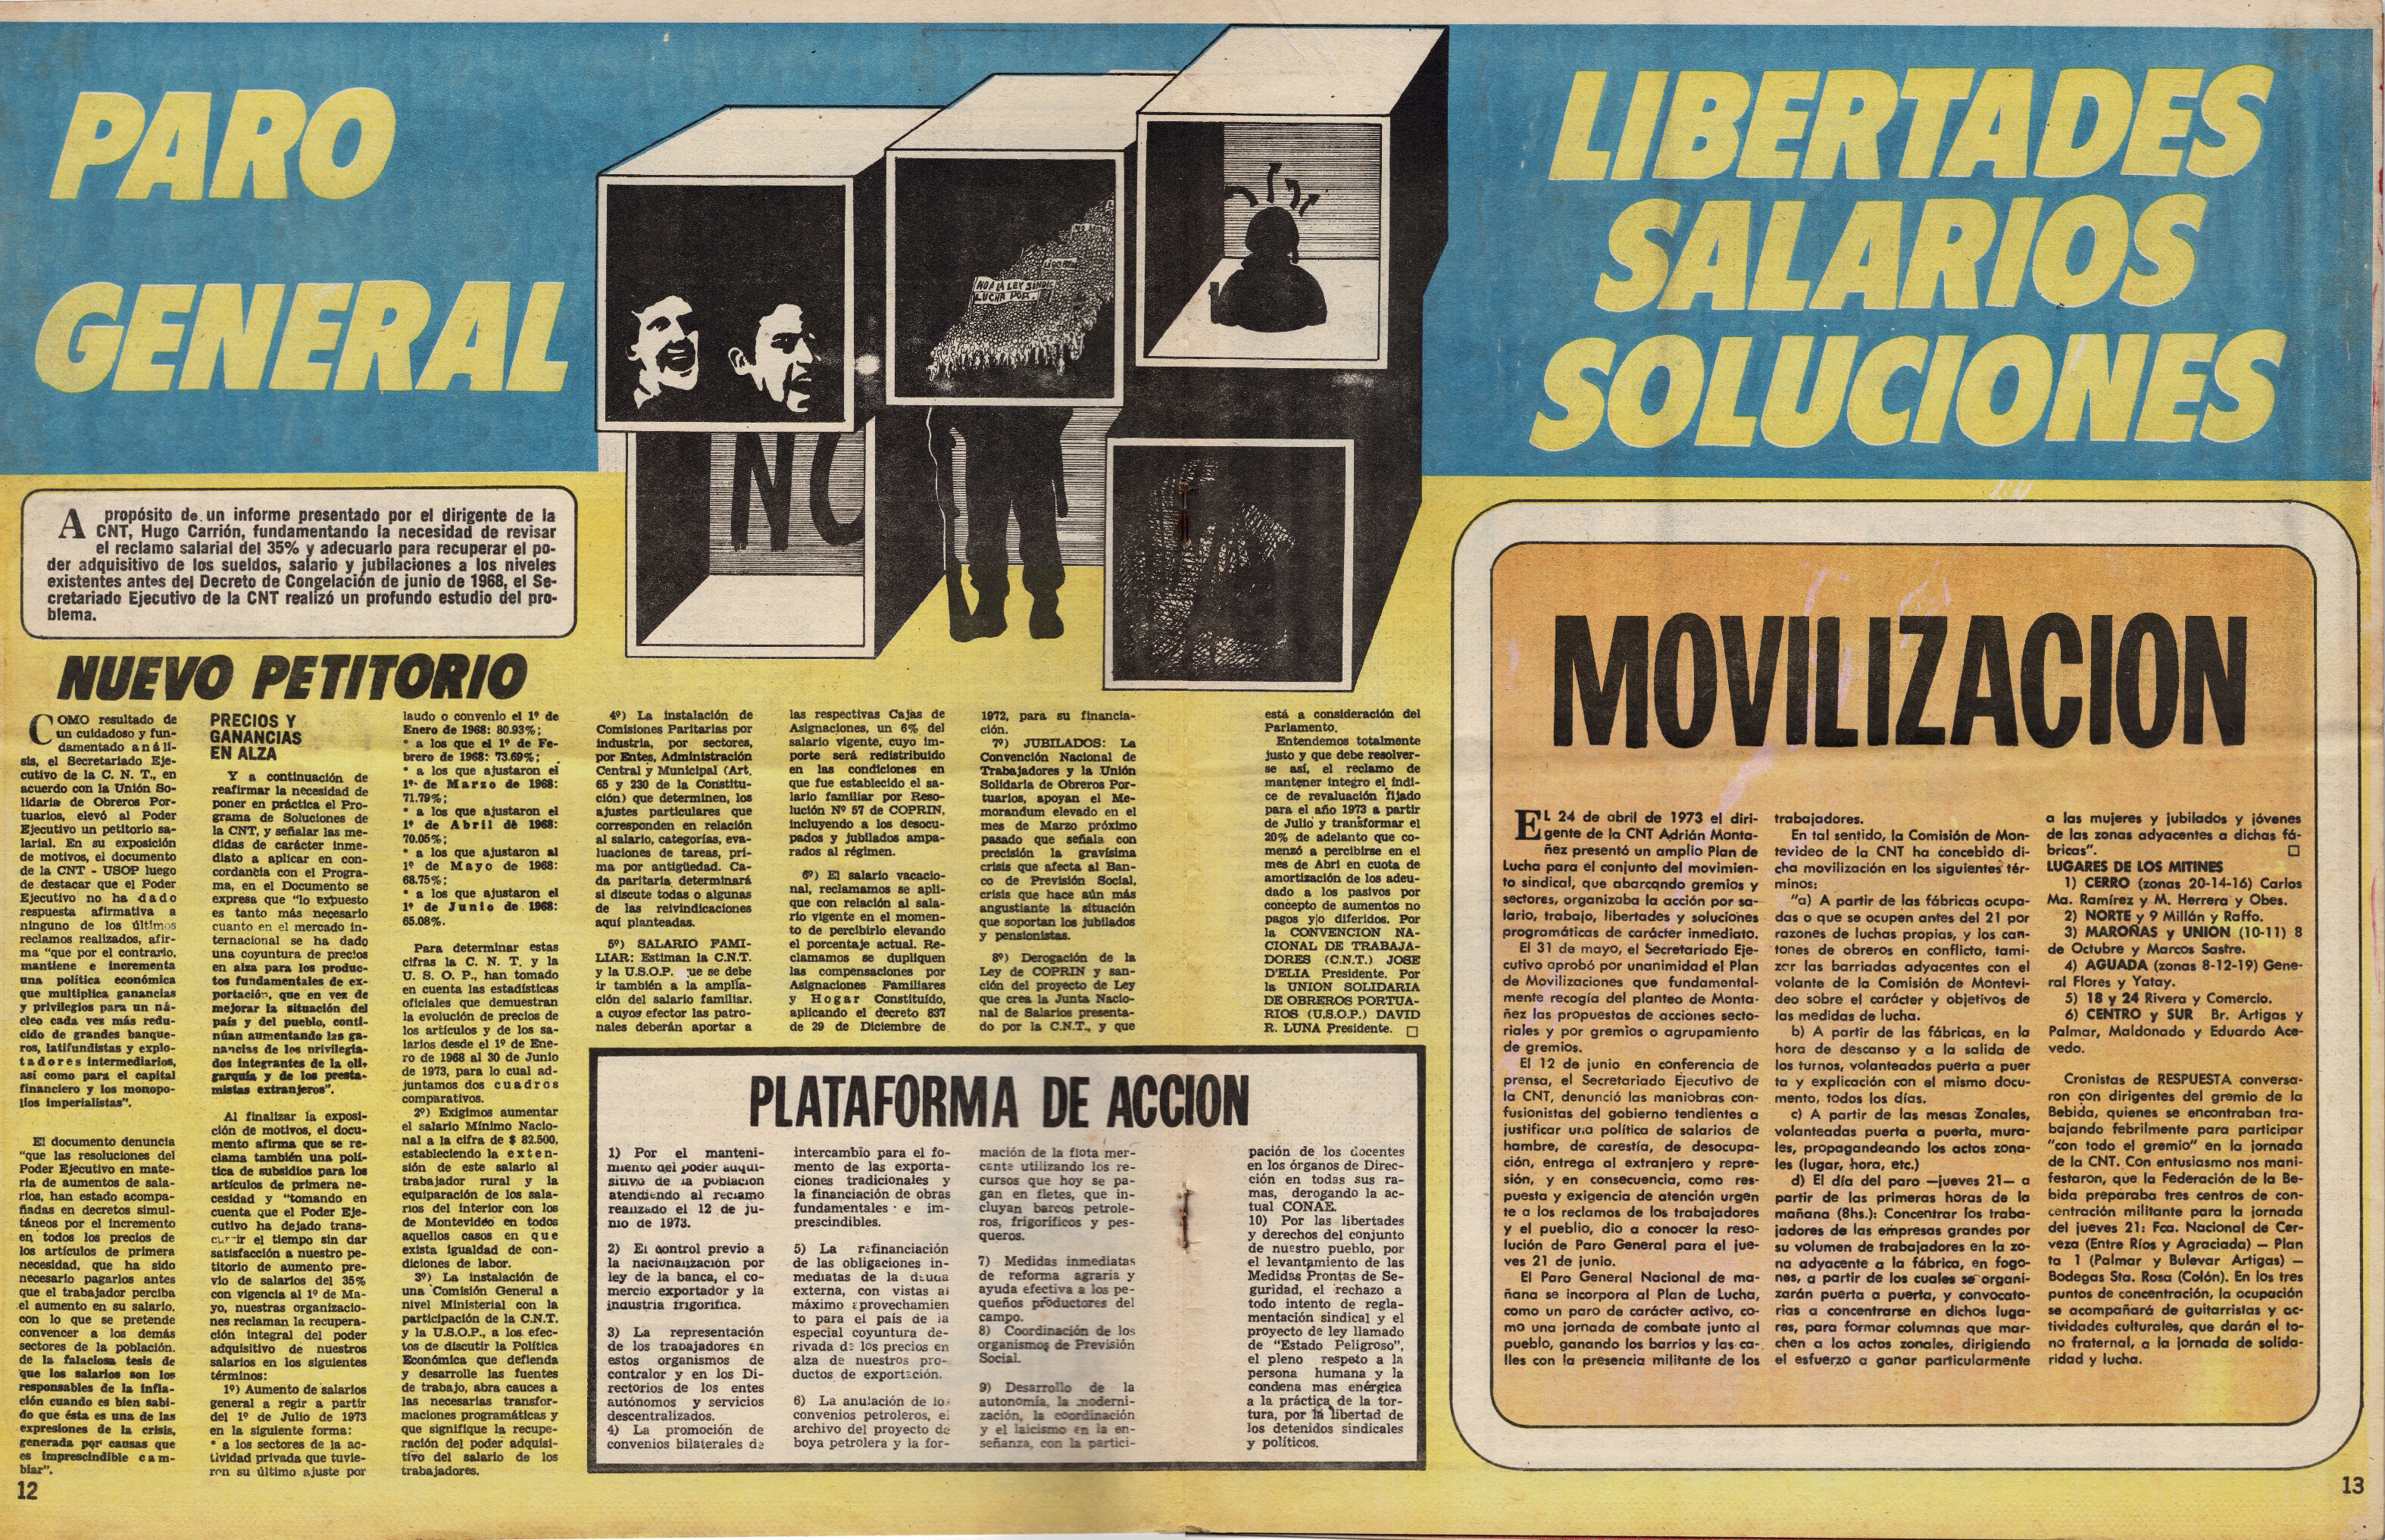 PARO
GENERAL
LIBERTADES
SALARIOS
SOLUCIONES
NO A LA LEY SINDI
LUCHA POR.
NO
A propósito de un informe presentado por el dirigente de la
CNT, Hugo Carrión, fundamentando la necesidad de revisar
el reclamo salarial del 35% y adecuarlo para recuperar el po-
der adquisitivo de los sueldos, salario y jubilaciones a los niveles
existentes antes del Decreto de Congelación de junio de 1968, el Se-
cretariado Ejecutivo de la CNT realizó un profundo estudio del pro-
blema.
NUEVO PETITORIO
COMO resultado de
un cuidadoso y fun-
damentado análi-
sis, el Secretariado Eje-
cutivo de la C. N. T., en
acuerdo con la Unión So-
lidaria de Obreros Por-
tuarios, elevó al Poder
Ejecutivo un petitorio sa-
larial. En su exposición
de motivos, el documento
de la CNT - USOP luego
de destacar que el Poder
Ejecutivo no ha dado
respuesta afirmativa a
ninguno de los últimos
reclamos realizados, afir-
ma "que por el contrario,
mantiene e incrementa
una política económica
que multiplica ganancias
y privilegios para un nú-
cleo cada vez más redu-
cido de grandes banque-
ros, latifundistas y explo-
tadores intermediarios,
así como para el capital
financiero y los monopo-
lios imperialistas".
El documento denuncia
"que las resoluciones del
Poder Ejecutivo en mate-
ria de aumentos de sala-
rios, han estado acompa-
ñadas en decretos simul-
táneos por el incremento
en todos los precios de
los artículos de primera
necesidad, que ha sido
necesario pagarlos antes
que el trabajador perciba
el aumento en su salario,
con lo que se pretende
convencer a los demás
sectores de la población.
de la falaciosa tesis de
que los salarios son los
responsables de la infla-
ción cuando es bien sabi-
do que ésta es una de las
expresiones de la crisis,
generada por causas que
es imprescindible cam-
biar".
12
PRECIOS Y
GANANCIAS
EN ALZA
Y a continuación de
reafirmar la necesidad de
poner en práctica el Pro-
grama de Soluciones de
la CNT, y señalar las me-
didas de carácter inme-
diato a aplicar en con-
cordancia con el Progra-
ma, en el Documento se
expresa que "lo expuesto
es tanto más necesario
cuanto en el mercado in-
ternacional se ha dado
una coyuntura de precios
en alza para los produc-
tos fundamentales de ex-
portación, que en vez de
mejorar la situación del
país y del pueblo, conti-
núan aumentando las ga-
nancias de los privilegia-
dos integrantes de la oli-
garquía y de los presta-
mistas extranjeros".
Al finalizar la exposi-
ción de motivos, el docu-
mento afirma que se re-
clama también una polí-
tica de subsidios para los
artículos de primera ne-
cesidad y "tomando en
cuenta que el Poder Eje-
cutivo ha dejado trans-
currir el tiempo sin dar
satisfacción a nuestro pe-
titorio de aumento pre-
vio de salarios del 35%
con vigencia al 1º de Ma-
yo, nuestras organizacio-
nes reclaman la recupera-
ción integral del poder
adquisitivo de nuestros
salarios en los siguientes
términos:
1º) Aumento de salarios
general a regir a partir
del 1º de Julio de 1973
en la siguiente forma:
* a los sectores de la ac-
tividad privada que tuvie-
ron su último ajuste por
laudo o convenio el 1º de
Enero de 1968: 80.93%;
* a los que el 1º de Fe-
brero de 1968: 73.69%;
* a los que ajustaron el
1º de Marzo de 1968:
71.79%;
* a los que ajustaron el
1º de Abril de 1968:
70.05%;
* a los que ajustaron al
1º de Mayo de 1968:
68.75%;
* a los que ajustaron el
1º de Junio de 1968:
65.08%.
Para determinar estas
cifras la C. N. T. y la
U. S. O. P., han tomado
en cuenta las estadísticas
oficiales que demuestran
la evolución de precios de
los artículos y de los sa-
larios desde el 1º de Ene-
ro de 1968 al 30 de Junio
de 1973, para lo cual ad-
juntamos dos cuadros
comparativos.
2º) Exigimos aumentar
el salario Mínimo Nacio-
nal a la cifra de $ 82.500,
estableciendo la exten-
sión de este salario al
trabajador rural y la
equiparación de los sala-
rios del interior con los
de Montevideo en todos
aquellos casos en que
exista igualdad de con-
diciones de labor.
3º) La instalación de
una Comisión General a
nivel Ministerial con la
participación de la C.N.T.
y la U.S.O.P., a los efec-
tos de discutir la Política
Económica que defienda
y desarrolle las fuentes
de trabajo, abra cauces a
las necesarias transfor-
maciones programáticas y
que signifique la recupe-
ración del poder adquisi-
tivo del salario de los
trabajadores.
4º) La instalación de
Comisiones Paritarias por
industria, por sectores,
por Entes, Administración
Central y Municipal (Art.
65 y 230 de la Constitu-
ción) que determinen, los
ajustes particulares que
corresponden en relación
al salario, categorías, eva-
luaciones de tareas, pri-
ma por antigüedad. Ca-
da paritaria determinará
si discute todas o algunas
de las reivindicaciones
aquí planteadas.
5º) SALARIO FAMI-
LIAR: Estiman la C.N.T.
y la U.S.O.P. que se debe
ir también a la amplia-
ción del salario familiar.
a cuyos efector las patro-
nales deberán aportar a
las respectivas Cajas de
Asignaciones, un 6% del
salario vigente, cuyo im-
porte será redistribuido
en las condiciones en
que fue establecido el sa-
lario familiar por Reso-
lución Nº 57 de COPRIN,
incluyendo a los desocu-
pados y jubilados ampa-
rados al régimen.
6º) El salario vacacio-
nal, reclamamos se apli-
que con relación al sala-
rio vigente en el momen-
to de percibirlo elevando
el porcentaje actual. Re-
clamamos se dupliquen
las compensaciones por
Asignaciones Familiares
y Hogar Constituído,
aplicando el decreto 837
de 29 de Diciembre de
1972, para su financia-
ción.
7º) JUBILADOS: La
Convención Nacional de
Trabajadores y la Unión
Solidaria de Obreros Por-
tuarios, apoyan el Me-
morandum elevado en el
mes de Marzo próximo
pasado que señala con
precisión la gravísima
crisis que afecta al Ban-
co de Previsión Social,
crisis que hace aún más
angustiante la situación
que soportan los jubilados
y pensionistas.
8º) Derogación de la
Ley de COPRIN y san-
ción del proyecto de Ley
que crea la Junta Nacio-
nal de Salarios presenta-
do por la C.N.T., y que
está a consideración del
Parlamento.
Entendemos totalmente
justo y que debe resolver-
se así, el reclamo de
mantener íntegro el índi-
ce de revaluación fijado
para el año 1973 a partir
de Julio y transformar el
20% de adelanto que co-
menzó a percibirse en el
mes de Abri en cuota de
amortización de los adeu-
dado a los pasivos por
concepto de aumentos no
pagos y|o diferidos. Por
la CONVENCION NA-
CIONAL DE TRABAJA-
DORES (C.N.T.) JOSE
D'ELIA Presidente. Por
la UNION SOLIDARIA
DE OBREROS PORTUA-
RIOS (U.S.O.P.) DAVID
R. LUNA Presidente. □
PLATAFORMA DE ACCION
1) Por el manteni-
miento del poder adqui-
sitivo de la población
atendiendo al reclamo
realizado el 12 de ju-
nio de 1973.
2) El control previo a
la nacionalización por
ley de la banca, el co-
mercio exportador y la
industria frigorífica.
3) La representación
de los trabajadores en
estos organismos de
contralor y en los Di-
rectorios de los entes
autónomos y servicios
descentralizados.
4) La promoción de
convenios bilaterales de
intercambio para el fo-
mento de las exporta-
ciones tradicionales y
la financiación de obras
fundamentales e im-
prescindibles.
5) La refinanciación
de las obligaciones in-
mediatas de la deuda
externa, con vistas al
máximo aprovechamien
to para el país de la
especial coyuntura de-
rivada de los precios en
alza de nuestros pro-
ductos de exportación.
6) La anulación de los
convenios petroleros, el
archivo del proyecto de
boya petrolera y la for-
mación de la flota mer-
cante utilizando los re-
cursos que hoy se pa-
gan en fletes, que in-
cluyan barcos petrole-
ros, frigoríficos y pes-
queros.
7) Medidas inmediatas
de reforma agraria y
ayuda efectiva a los pe-
queños productores del
campo.
8) Coordinación de los
organismos de Previsión
Social.
9) Desarrollo de la
autonomía, la moderni-
zación, la coordinación
y el laicismo en la en-
señanza, con la partici-
pación de los docentes
en los órganos de Direc-
ción en todas sus ra-
mas, derogando la ac-
tual CONAE.
10) Por las libertades
y derechos del conjunto
de nuestro pueblo, por
el levantamiento de las
Medidas Prontas de Se-
guridad, el rechazo a
todo intento de regla-
mentación sindical y el
proyecto de ley llamado
de "Estado Peligroso",
el pleno respeto a la
persona humana y la
condena mas enérgica
a la práctica de la tor-
tura, por la libertad de
los detenidos sindicales
y políticos.
MOVILIZACION
EL 24 de abril de 1973 el diri-
gente de la CNT Adrián Monta-
ñez presentó un amplio Plan de
Lucha para el conjunto del movimien-
to sindical, que abarcando gremios y
sectores, organizaba la acción por sa-
lario, trabajo, libertades y soluciones
programáticas de carácter inmediato.
El 31 de mayo, el Secretariado Eje-
cutivo aprobó por unanimidad el Plan
de Movilizaciones que fundamental-
mente recogía del planteo de Monta-
ñez las propuestas de acciones secto-
riales y por gremios o agrupamiento
de gremios.
El 12 de junio en conferencia de
prensa, el Secretariado Ejecutivo de
la CNT, denunció las maniobras con-
fusionistas del gobierno tendientes a
justificar una política de salarios de
hambre, de carestía, de desocupa-
ción, entrega al extranjero y repre-
sión, y en consecuencia, como res-
puesta y exigencia de atención urgen
te a los reclamos de los trabajadores
y el pueblio, dio a conocer la reso-
lución de Paro General para el jue-
ves 21 de junio.
El Paro General Nacional de ma-
ñana se incorpora al Plan de Lucha,
como un paro de carácter activo, co-
mo una jornada de combate junto al
pueblo, ganando los barrios y las ca-
lles con la presencia militante de los
trabajadores.
En tal sentido, la Comisión de Mon-
tevideo de la CNT ha concebido di-
cha movilización en los siguientes tér-
minos:
"a) A partir de las fábricas ocupa-
das o que se ocupen antes del 21 por
razones de luchas propias, y los can-
tones de obreros en conflicto, tami-
zar las barriadas adyacentes con el
volante de la Comisión de Montevi-
deo sobre el carácter y objetivos de
las medidas de lucha.
b) A partir de las fábricas, en la
hora de descanso y a la salida de
los turnos, volanteadas puerta a puer
ta y explicación con el mismo docu-
mento, todos los días.
c) A partir de las mesas Zonales,
volanteadas puerta a puerta, mura-
les, propagandeando los actos zona-
les (lugar, hora, etc.)
d) El día del paro —jueves 21— a
partir de las primeras horas de la
mañana (8hs.): Concentrar los traba-
jadores de las empresas grandes por
su volumen de trabajadores en la zo-
na adyacente a la fábrica, en fogo-
nes, a partir de los cuales se organi-
zarán puerta a puerta, y convocato-
rias a concentrarse en dichos luga-
res, para formar columnas que mar-
chen a los actos zonales, dirigiendo
el esfuerzo a ganar particularmente
a las mujeres y jubilados y jóvenes
de las zonas adyacentes a dichas fá-
bricas". □
LUGARES DE LOS MITINES
1) CERRO (zonas 20-14-16) Carlos
Ma. Ramírez y M. Herrera y Obes.
2) NORTE y 9 Millán y Raffo.
3) MAROÑAS y UNION (10-11) 8
de Octubre y Marcos Sastre.
4) AGUADA (zonas 8-12-19) Gene-
ral Flores y Yatay.
5) 18 y 24 Rivera y Comercio.
6) CENTRO y SUR Br. Artigas y
Palmar, Maldonado y Eduardo Ace-
vedo.
Cronistas de RESPUESTA conversa-
ron con dirigentes del gremio de la
Bebida, quienes se encontraban tra-
bajando febrilmente para participar
"con todo el gremio" en la jornada
de la CNT. Con entusiasmo nos mani-
festaron, que la Federación de la Be-
bida preparaba tres centros de con-
centración militante para la jornada
del jueves 21: Fca. Nacional de Cer-
veza (Entre Ríos y Agraciada) — Plan
ta 1 (Palmar y Bulevar Artigas) —
Bodegas Sta. Rosa (Colón). En los tres
puntos de concentración, la ocupación
se acompañará de guitarristas y ac-
tividades culturales, que darán el to-
no fraternal, a la jornada de solida-
ridad y lucha.
13